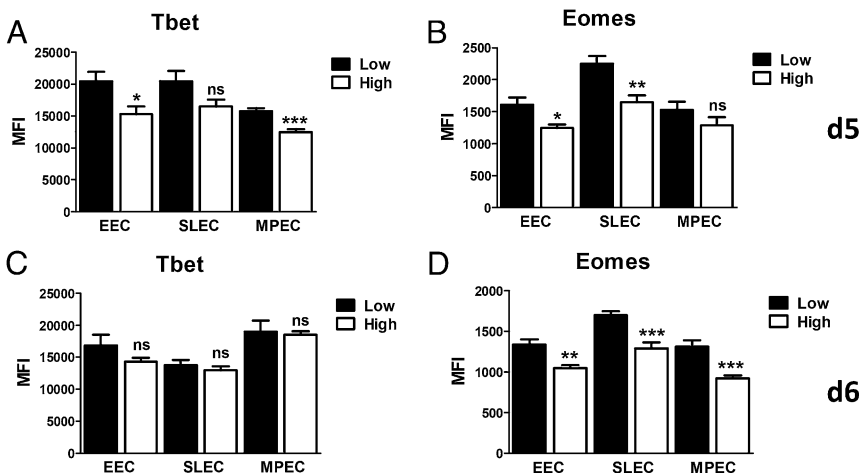 A
Tbet
MFI
25000
20000
15000
10000
5000
0
*
ns
***
EEC
SLEC
MPEC
Low
High
B
Eomes
MFI
2500
2000
1500
1000
500
0
*
**
ns
EEC
SLEC
MPEC
Low
High
d5
C
Tbet
MFI
25000
20000
15000
10000
5000
0
ns
ns
ns
EEC
SLEC
MPEC
Low
High
D
Eomes
MFI
2000
1500
1000
500
0
**
***
***
EEC
SLEC
MPEC
Low
High
d6